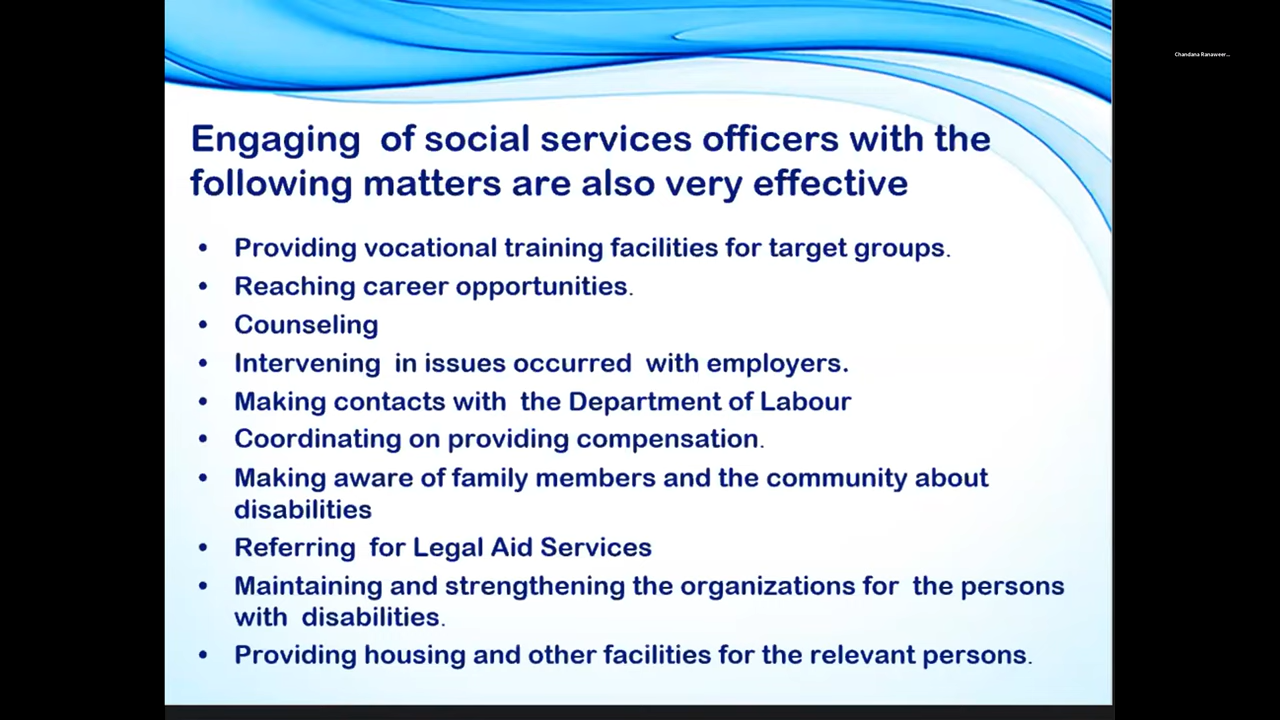 Chandana Ranaweer...
Engaging of social services officers with the
following matters are also very effective
• Providing vocational training facilities for target groups.
• Reaching career opportunities.
• Counseling
• Intervening in issues occurred with employers.
• Making contacts with the Department of Labour
• Coordinating on providing compensation.
• Making aware of family members and the community about
disabilities
• Referring for Legal Aid Services
• Maintaining and strengthening the organizations for the persons
with disabilities.
• Providing housing and other facilities for the relevant persons.